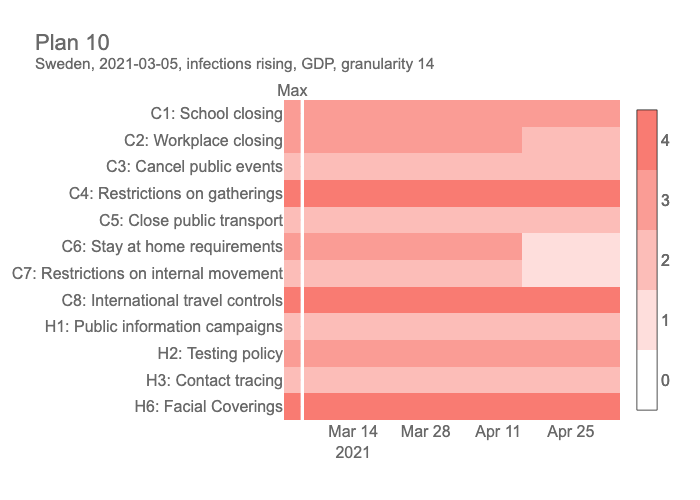 Plan 10
Sweden, 2021-03-05, infections rising, GDP, granularity 14
Max
C1: School closing
C2: Workplace closing
C3: Cancel public events
C4: Restrictions on gatherings
C5: Close public transport
C6: Stay at home requirements
C7: Restrictions on internal movement
C8: International travel controls
H1: Public information campaigns
H2: Testing policy
H3: Contact tracing
H6: Facial Coverings
Mar 14 Mar 28 Apr 11 Apr 25
2021
4
3
2
1
0